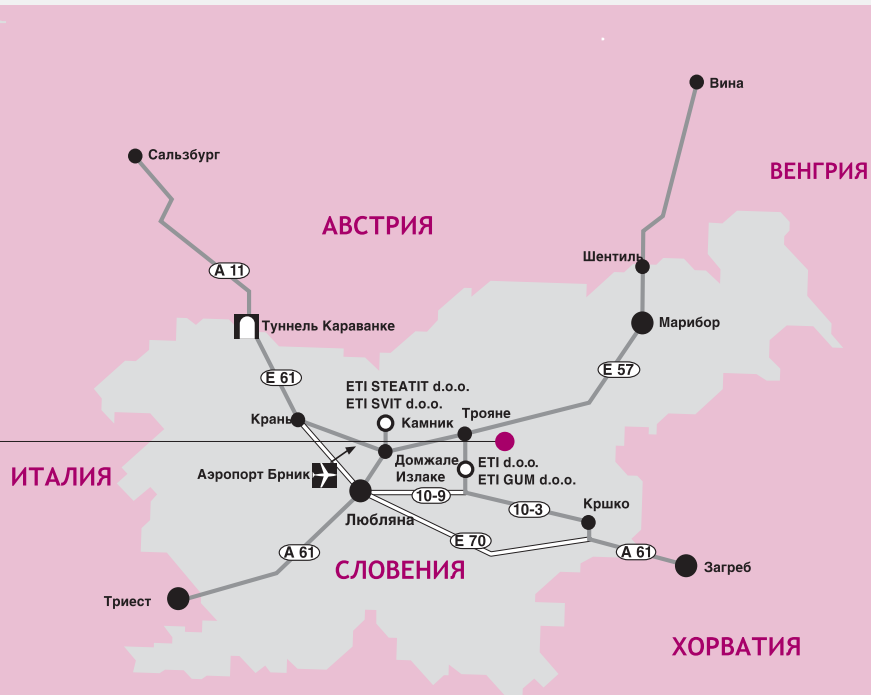 Вина
Сальзбург
ВЕНГРИЯ
АВСТРИЯ
Шентиль
A 11
Туннель Караванке
Марибор
E 57
E 61
ETI STEATIT d.o.o.
ETI SVIT d.o.o.
Крань
Камник
Трояне
Домжале
ETI d.o.o.
ИТАЛИЯ
Аэропорт Брник
Излаке
ETI GUM d.o.o.
10-9
Кршко
10-3
Любляна
E 70
A 61
A 61
СЛОВЕНИЯ
Загреб
Триест
ХОРВАТИЯ